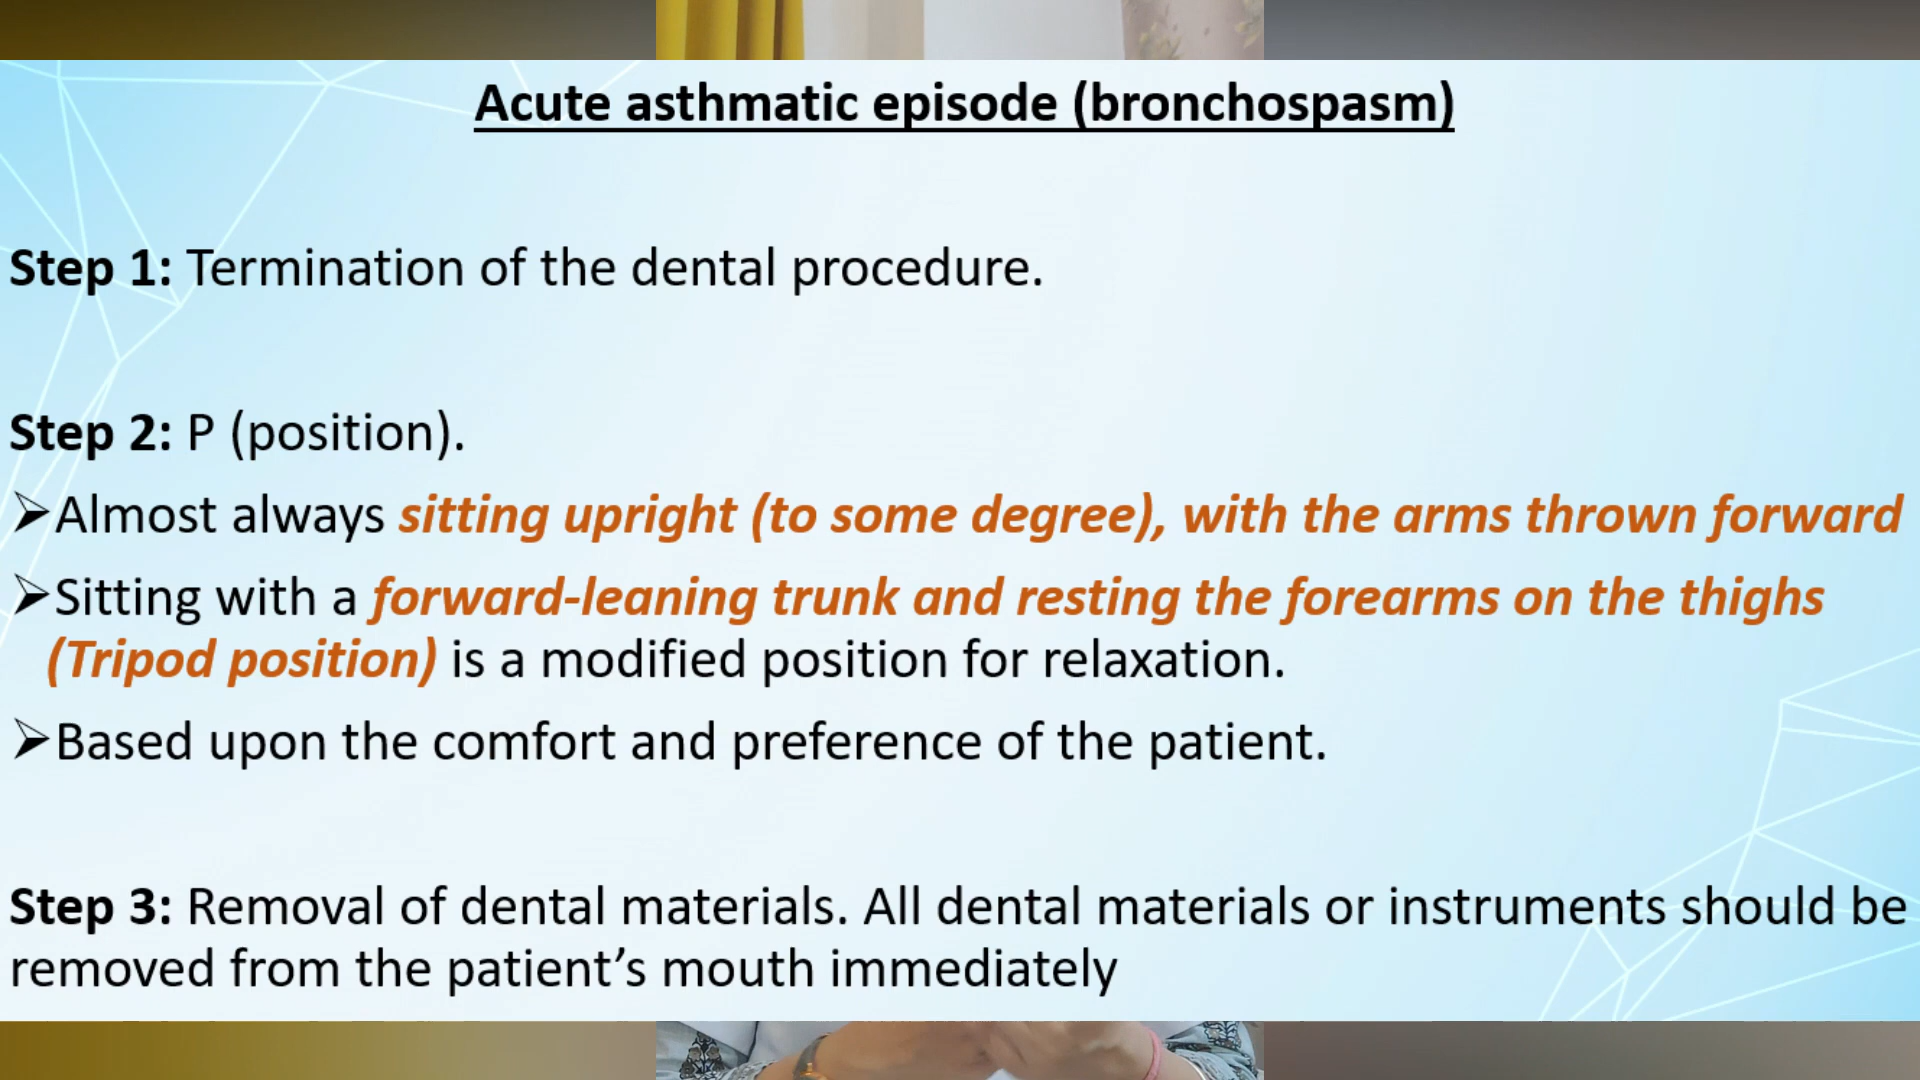 Acute asthmatic episode (bronchospasm)
Step 1: Termination of the dental procedure.
Step 2: P (position).
➢Almost always sitting upright (to some degree), with the arms thrown forward
➢Sitting with a forward-leaning trunk and resting the forearms on the thighs
(Tripod position) is a modified position for relaxation.
➢Based upon the comfort and preference of the patient.
Step 3: Removal of dental materials. All dental materials or instruments should be
removed from the patient’s mouth immediately